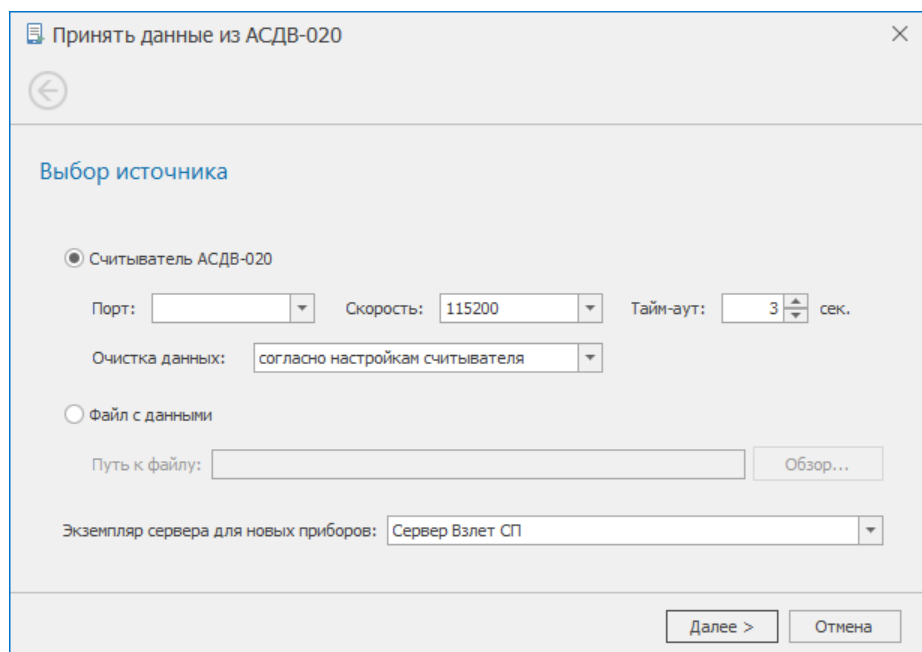 Принять данные из АСДВ-020
Выбор источника
Считыватель АСДВ-020
Порт: Скорость: 115200 Тайм-аут: 3 сек.
Очистка данных: согласно настройкам считывателя
Файл с данными
Путь к файлу: Обзор...
Экземпляр сервера для новых приборов: Сервер Взлет СП
Далее > Отмена